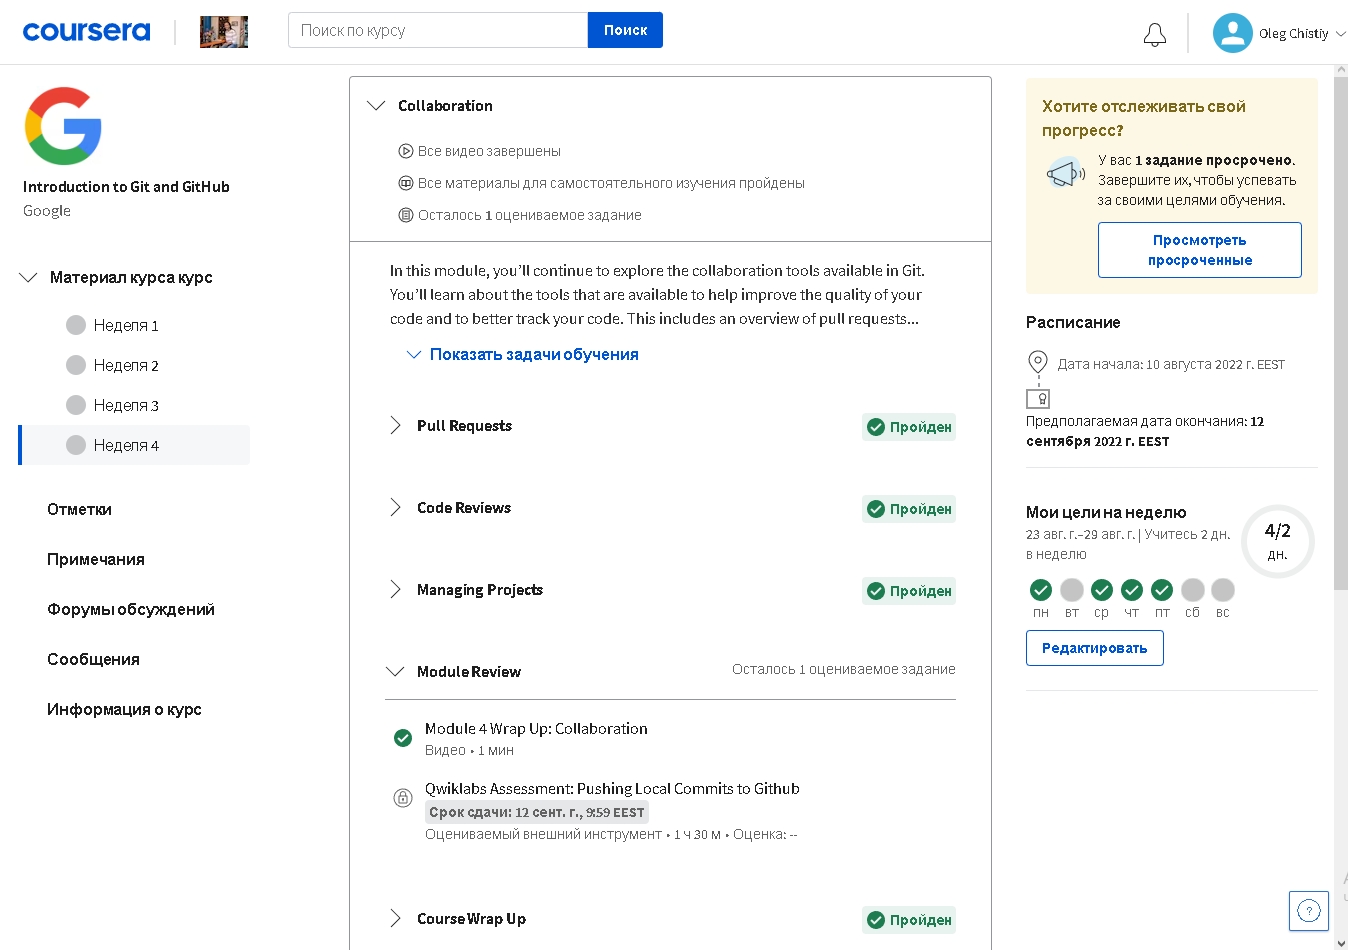 coursera
Поиск по курсу
Поиск
Oleg Chistiy
Introduction to Git and GitHub
Google
Материал курса курс
Неделя 1
Неделя 2
Неделя 3
Неделя 4
Отметки
Примечания
Форумы обсуждений
Сообщения
Информация о курс
Collaboration
Все видео завершены
Все материалы для самостоятельного изучения пройдены
Осталось 1 оцениваемое задание
In this module, you’ll continue to explore the collaboration tools available in Git.
You’ll learn about the tools that are available to help improve the quality of your
code and to better track your code. This includes an overview of pull requests...
Показать задачи обучения
Pull Requests
Пройден
Code Reviews
Пройден
Managing Projects
Пройден
Module Review
Осталось 1 оцениваемое задание
Module 4 Wrap Up: Collaboration
Видео • 1 мин
Qwiklabs Assessment: Pushing Local Commits to Github
Срок сдачи: 12 сент. г., 9:59 EEST
Оцениваемый внешний инструмент • 1 ч 30 м • Оценка: --
Course Wrap Up
Пройден
Хотите отслеживать свой
прогресс?
У вас 1 задание просрочено.
Завершите их, чтобы успевать
за своими целями обучения.
Просмотреть
просроченные
Расписание
Дата начала: 10 августа 2022 г. EEST
Предполагаемая дата окончания: 12
сентября 2022 г. EEST
Мои цели на неделю
23 авг. г.–29 авг. г. | Учитесь 2 дн.
в неделю
4/2
дн.
пн вт ср чт пт сб вс
Редактировать
?